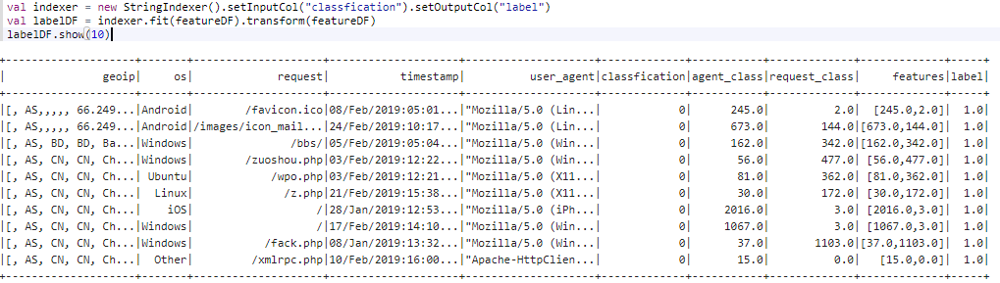 val indexer = new StringIndexer().setInputCol("classfication").setOutputCol("label")
val labelDF = indexer.fit(featureDF).transform(featureDF)
labelDF.show(10)
+--------------------+-------+--------------------+--------------------+--------------------+-------------+-----------+-------------+-------------+-----+
| geoip| os| request| timestamp| user_agent|classfication|agent_class|request_class| features|label|
+--------------------+-------+--------------------+--------------------+--------------------+-------------+-----------+-------------+-------------+-----+
|[, AS,,,,, 66.249...|Android| /favicon.ico|08/Feb/2019:05:01...|"Mozilla/5.0 (Lin...| 0| 245.0| 2.0| [245.0,2.0]| 1.0|
|[, AS,,,,, 66.249...|Android|/images/icon_mail...|24/Feb/2019:10:17...|"Mozilla/5.0 (Lin...| 0| 673.0| 144.0|[673.0,144.0]| 1.0|
|[, AS, BD, BD, Ba...|Windows| /bbs/|05/Feb/2019:05:04...|"Mozilla/5.0 (Win...| 0| 162.0| 342.0|[162.0,342.0]| 1.0|
|[, AS, CN, CN, Ch...|Windows| /zuoshou.php|03/Feb/2019:12:22...|"Mozilla/5.0 (Win...| 0| 56.0| 477.0| [56.0,477.0]| 1.0|
|[, AS, CN, CN, Ch...| Ubuntu| /wpo.php|03/Feb/2019:12:21...|"Mozilla/5.0 (X11...| 0| 81.0| 362.0| [81.0,362.0]| 1.0|
|[, AS, CN, CN, Ch...| Linux| /z.php|21/Feb/2019:15:38...|"Mozilla/5.0 (X11...| 0| 30.0| 172.0| [30.0,172.0]| 1.0|
|[, AS, CN, CN, Ch...| iOS| /|28/Jan/2019:12:53...|"Mozilla/5.0 (iPh...| 0| 2016.0| 3.0| [2016.0,3.0]| 1.0|
|[, AS, CN, CN, Ch...|Windows| /|17/Feb/2019:14:10...|"Mozilla/5.0 (Win...| 0| 1067.0| 3.0| [1067.0,3.0]| 1.0|
|[, AS, CN, CN, Ch...|Windows| /fack.php|08/Jan/2019:13:32...|"Mozilla/5.0 (Win...| 0| 37.0| 1103.0|[37.0,1103.0]| 1.0|
|[, AS, CN, CN, Ch...| Other| /xmlrpc.php|10/Feb/2019:16:00...|"Apache-HttpClien...| 0| 15.0| 0.0| [15.0,0.0]| 1.0|
+--------------------+-------+--------------------+--------------------+--------------------+-------------+-----------+-------------+-------------+-----+